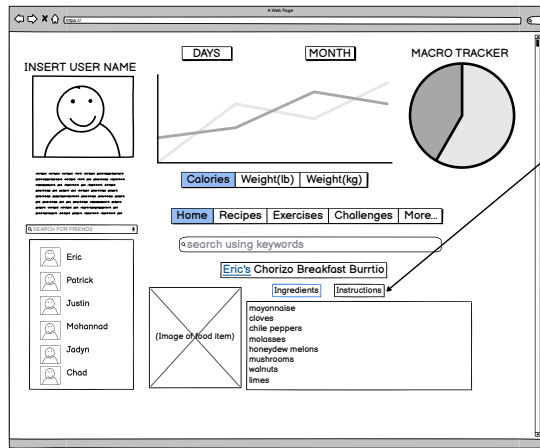 A Web Page
https://
INSERT USER NAME
DAYS
MONTH
MACRO TRACKER
Calories Weight(lb) Weight(kg)
Home Recipes Exercises Challenges More...
SEARCH FOR FRIENDS
search using keywords
Eric's Chorizo Breakfast Burrtio
Ingredients
Instructions
Eric
Patrick
Justin
Mohannad
Jadyn
Chad
(Image of food item)
mayonnaise
cloves
chile peppers
molasses
honeydew melons
mushrooms
walnuts
limes